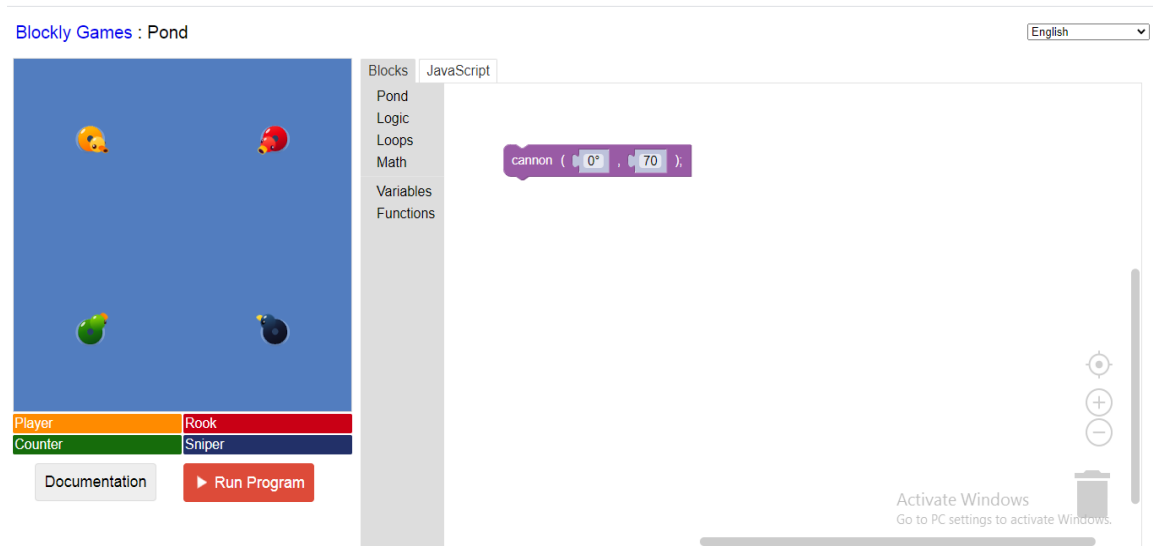 Blockly Games : Pond
English
Blocks JavaScript
Pond
Logic
Loops
Math
Variables
Functions
cannon ( 0° , 70 );
Player Rook
Counter Sniper
Documentation Run Program
Activate Windows
Go to PC settings to activate Windows.